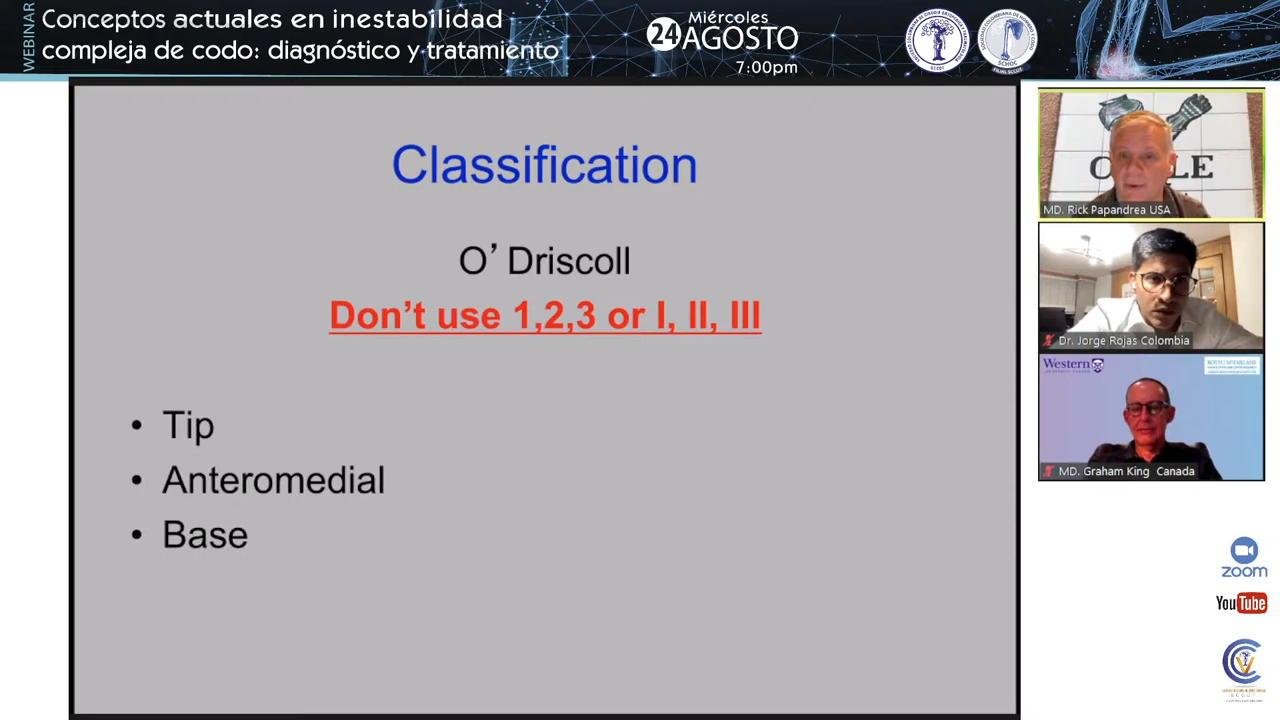 WEBINAR
Conceptos actuales en inestabilidad
compleja de codo: diagnóstico y tratamiento
Miércoles
24 AGOSTO
7:00pm
SCHOC
Classification
O’ Driscoll
Don’t use 1,2,3 or I, II, III
• Tip
• Anteromedial
• Base
MD. Rick Papandrea USA
Dr. Jorge Rojas Colombia
Western
MD. Graham King Canada
zoom
YouTube